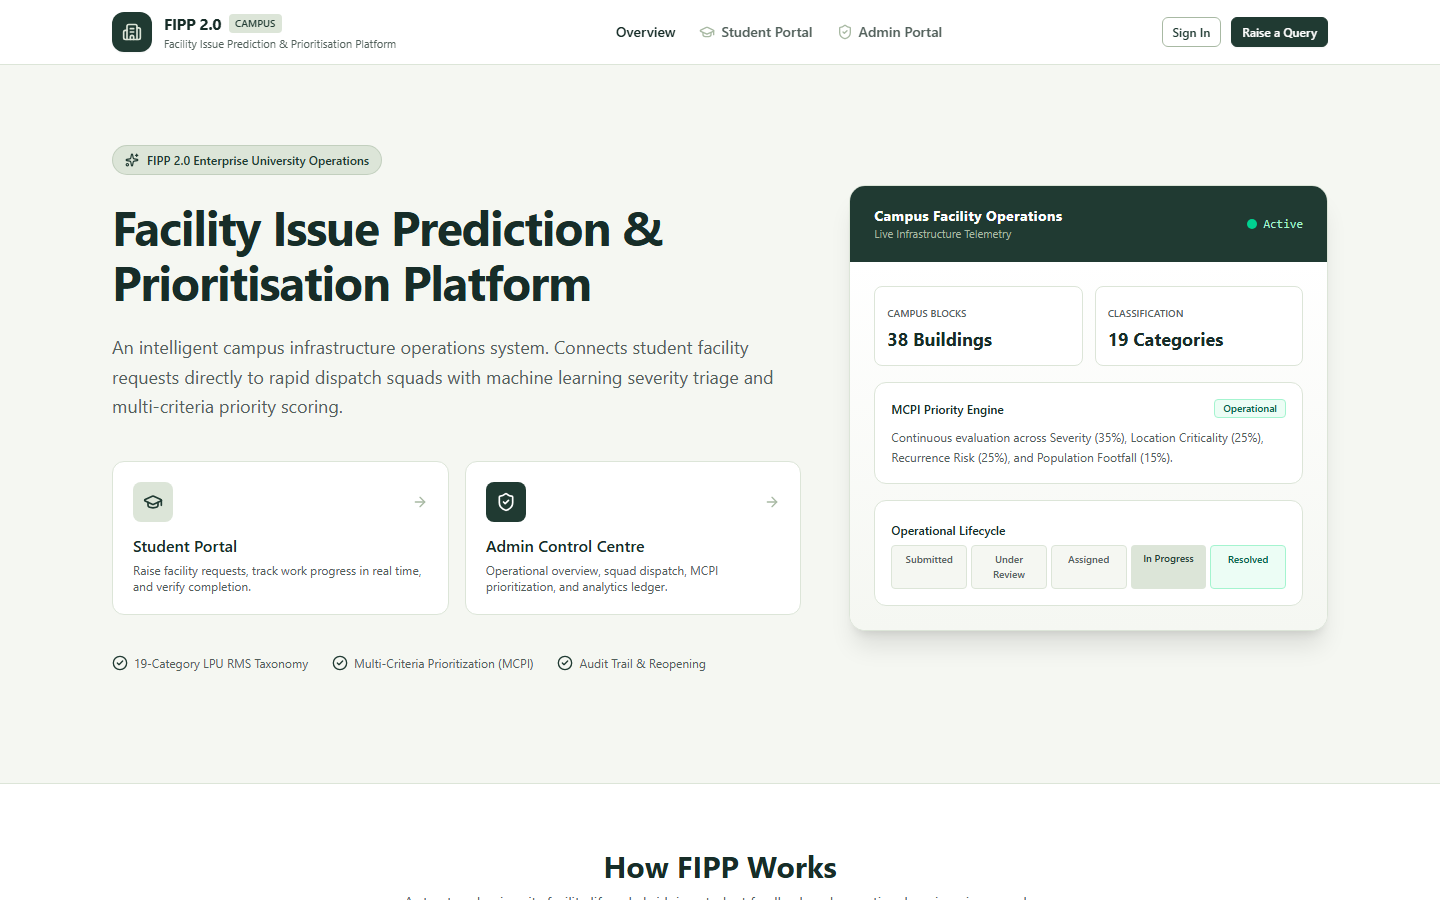 FIPP 2.0 CAMPUS
Facility Issue Prediction & Prioritisation Platform
Overview
Student Portal
Admin Portal
Sign In
Raise a Query
FIPP 2.0 Enterprise University Operations
Facility Issue Prediction &
Prioritisation Platform
An intelligent campus infrastructure operations system. Connects student facility
requests directly to rapid dispatch squads with machine learning severity triage and
multi-criteria priority scoring.
Student Portal
Raise facility requests, track work progress in real time,
and verify completion.
Admin Control Centre
Operational overview, squad dispatch, MCPI
prioritization, and analytics ledger.
19-Category LPU RMS Taxonomy
Multi-Criteria Prioritization (MCPI)
Audit Trail & Reopening
Campus Facility Operations
Live Infrastructure Telemetry
Active
CAMPUS BLOCKS
38 Buildings
CLASSIFICATION
19 Categories
MCPI Priority Engine
Operational
Continuous evaluation across Severity (35%), Location Criticality (25%),
Recurrence Risk (25%), and Population Footfall (15%).
Operational Lifecycle
Submitted
Under
Review
Assigned
In Progress
Resolved
How FIPP Works